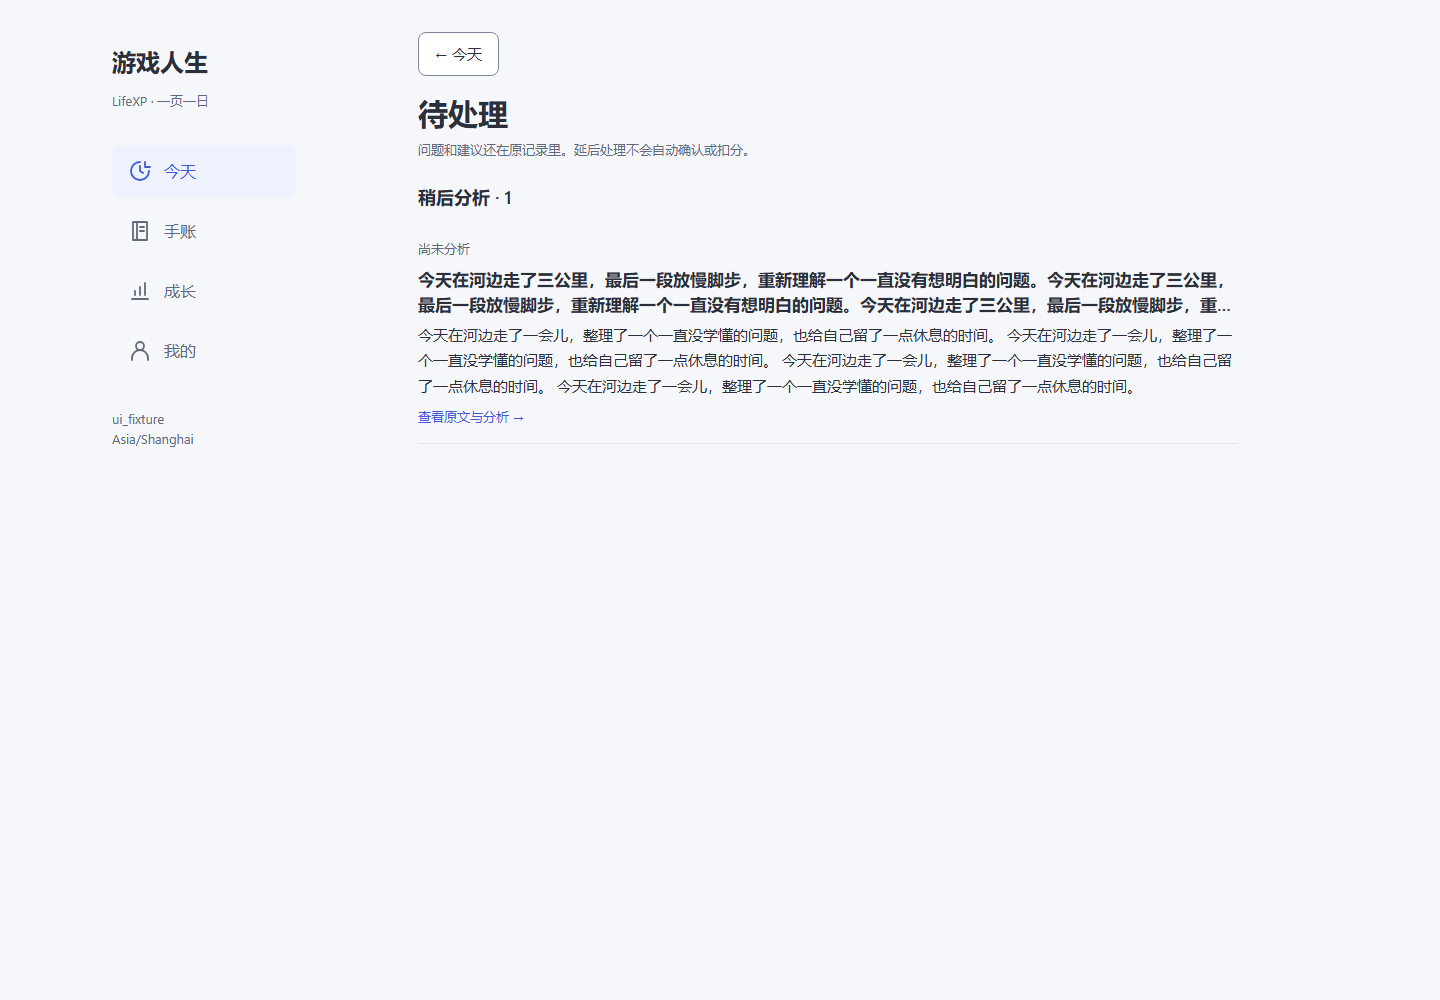 游戏人生
LifeXP · 一页一日
今天
手账
成长
我的
ui_fixture
Asia/Shanghai
← 今天
待处理
问题和建议还在原记录里。延后处理不会自动确认或扣分。
稍后分析 · 1
尚未分析
今天在河边走了三公里，最后一段放慢脚步，重新理解一个一直没有想明白的问题。今天在河边走了三公里，
最后一段放慢脚步，重新理解一个一直没有想明白的问题。今天在河边走了三公里，最后一段放慢脚步，重…
今天在河边走了一会儿，整理了一个一直没学懂的问题，也给自己留了一点休息的时间。 今天在河边走了一会儿，整理了一
个一直没学懂的问题，也给自己留了一点休息的时间。 今天在河边走了一会儿，整理了一个一直没学懂的问题，也给自己留
了一点休息的时间。 今天在河边走了一会儿，整理了一个一直没学懂的问题，也给自己留了一点休息的时间。
查看原文与分析 →